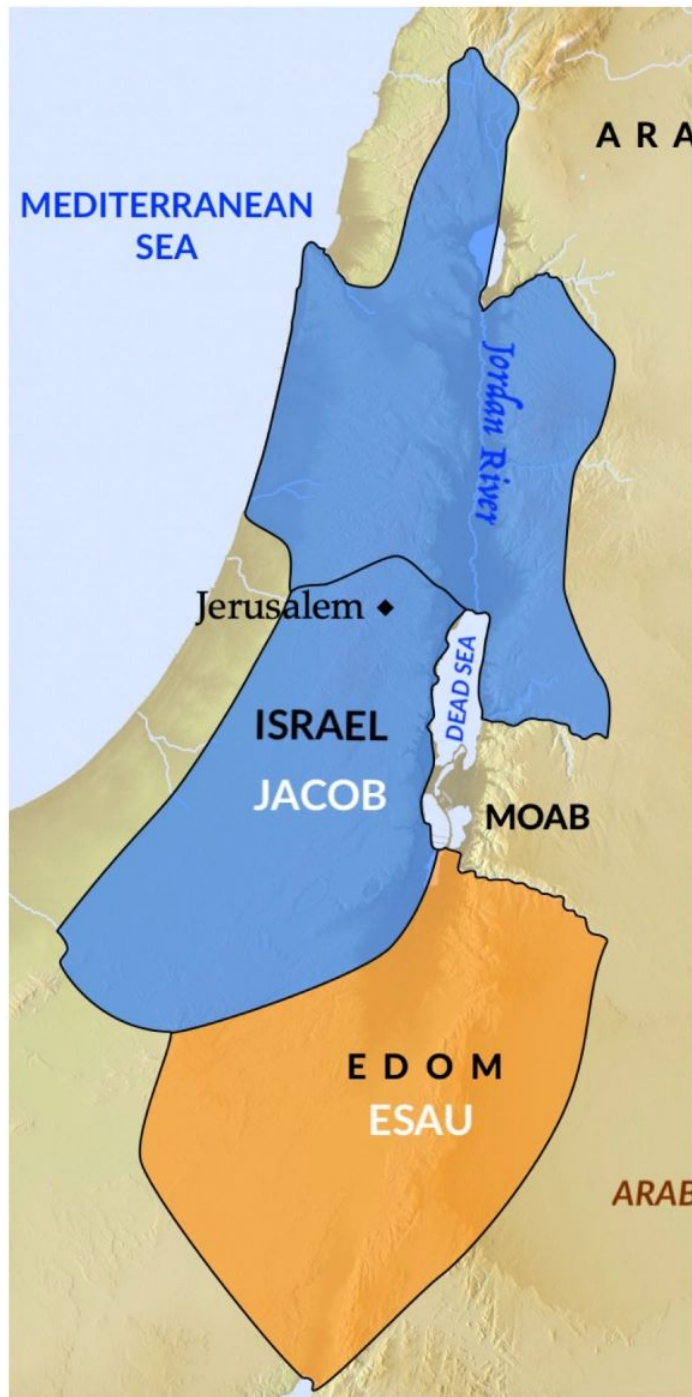 A R A
MEDITERRANEAN
SEA
Jordan River
Jerusalem
DEAD SEA
ISRAEL
JACOB
MOAB
E D O M
ESAU
ARAB